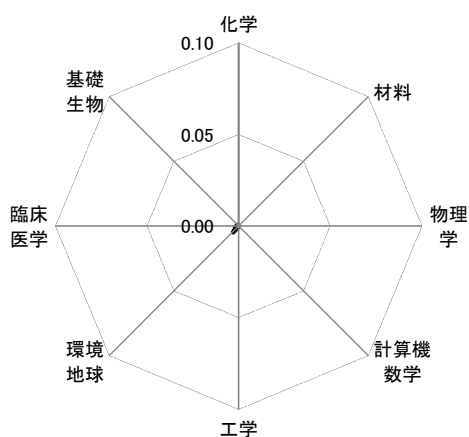 化学
0.10
基礎
生物
材料
0.05
臨床
医学
0.00
物理
学
環境
地球
計算機
数学
工学